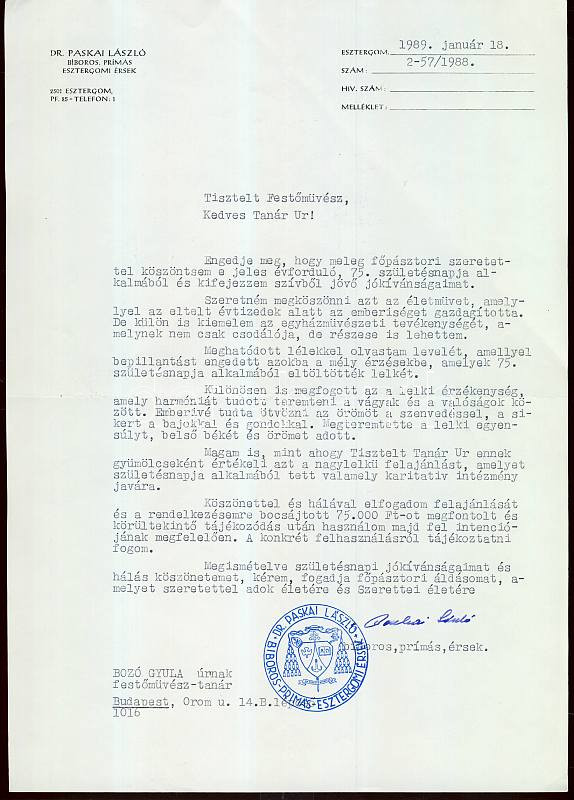 DR. PASKAI LÁSZLÓ
BÍBOROS, PRÍMÁS
ESZTERGOMI ÉRSEK
2501 ESZTERGOM,
PF. 25 • TELEFON: 1
ESZTERGOM, 1989. január 18.
SZÁM: 2-57/1988.
HIV. SZÁM:
MELLÉKLET:
Tisztelt Festőmüvész,
Kedves Tanár Ur!
Engedje meg, hogy meleg főpásztori szeretet-
tel köszöntsem e jeles évforduló, 75. születésnapja al-
kalmából és kifejezzem szívből jövő jókívánságaimat.
Szeretném megköszönni azt az életmüvet, amely-
lyel az eltelt évtizedek alatt az emberiséget gazdagította.
De külön is kiemelem az egyházmüvészeti tevékenységét, a-
melynek nem csak csodálója, de részese is lehettem.
Meghatódott lélekkel olvastam levelét, amellyel
bepillantást engedett azokba a mély érzésekbe, amelyek 75.
születésnapja alkalmából eltöltötték lelkét.
Különösen is megfogott az a lelki érzékenység,
amely harmóniát tudott teremteni a vágyak és a valóságok kö-
zött. Emberivé tudta ötvözni az örömöt a szenvedéssel, a si-
kert a bajokkal és gondokkal. Megteremtette a lelki egyen-
súlyt, belső békét és örömet adott.
Magam is, mint ahogy Tisztelt Tanár Ur ennek
gyümölcseként értékeli azt a nagylelkü felajánlást, amelyet
születésnapja alkalmából tett valamely karitatív intézmény
javára.
Köszönettel és hálával elfogadom felajánlását
és a rendelkezésemre bocsájtott 75.000 Ft-ot megfontolt és
körültekintő tájékozódás után használom majd fel intenció-
jának megfelelően. A konkrét felhasználásról tájékoztatni
fogom.
Megismételve születésnapi jókívánságaimat és
hálás köszönetemet, kérem, fogadja főpásztori áldásomat, a-
melyet szeretettel adok életére és Szerettei életére
Paskai László
bíboros,prímás,érsek.
• DR. PASKAI LÁSZLÓ • BÍBOROS-PRÍMÁS-ESZTERGOMI ÉRSEK
BOZÓ GYULA úrnak
festőmüvész-tanár
Budapest, Orom u. 14.B.
1016